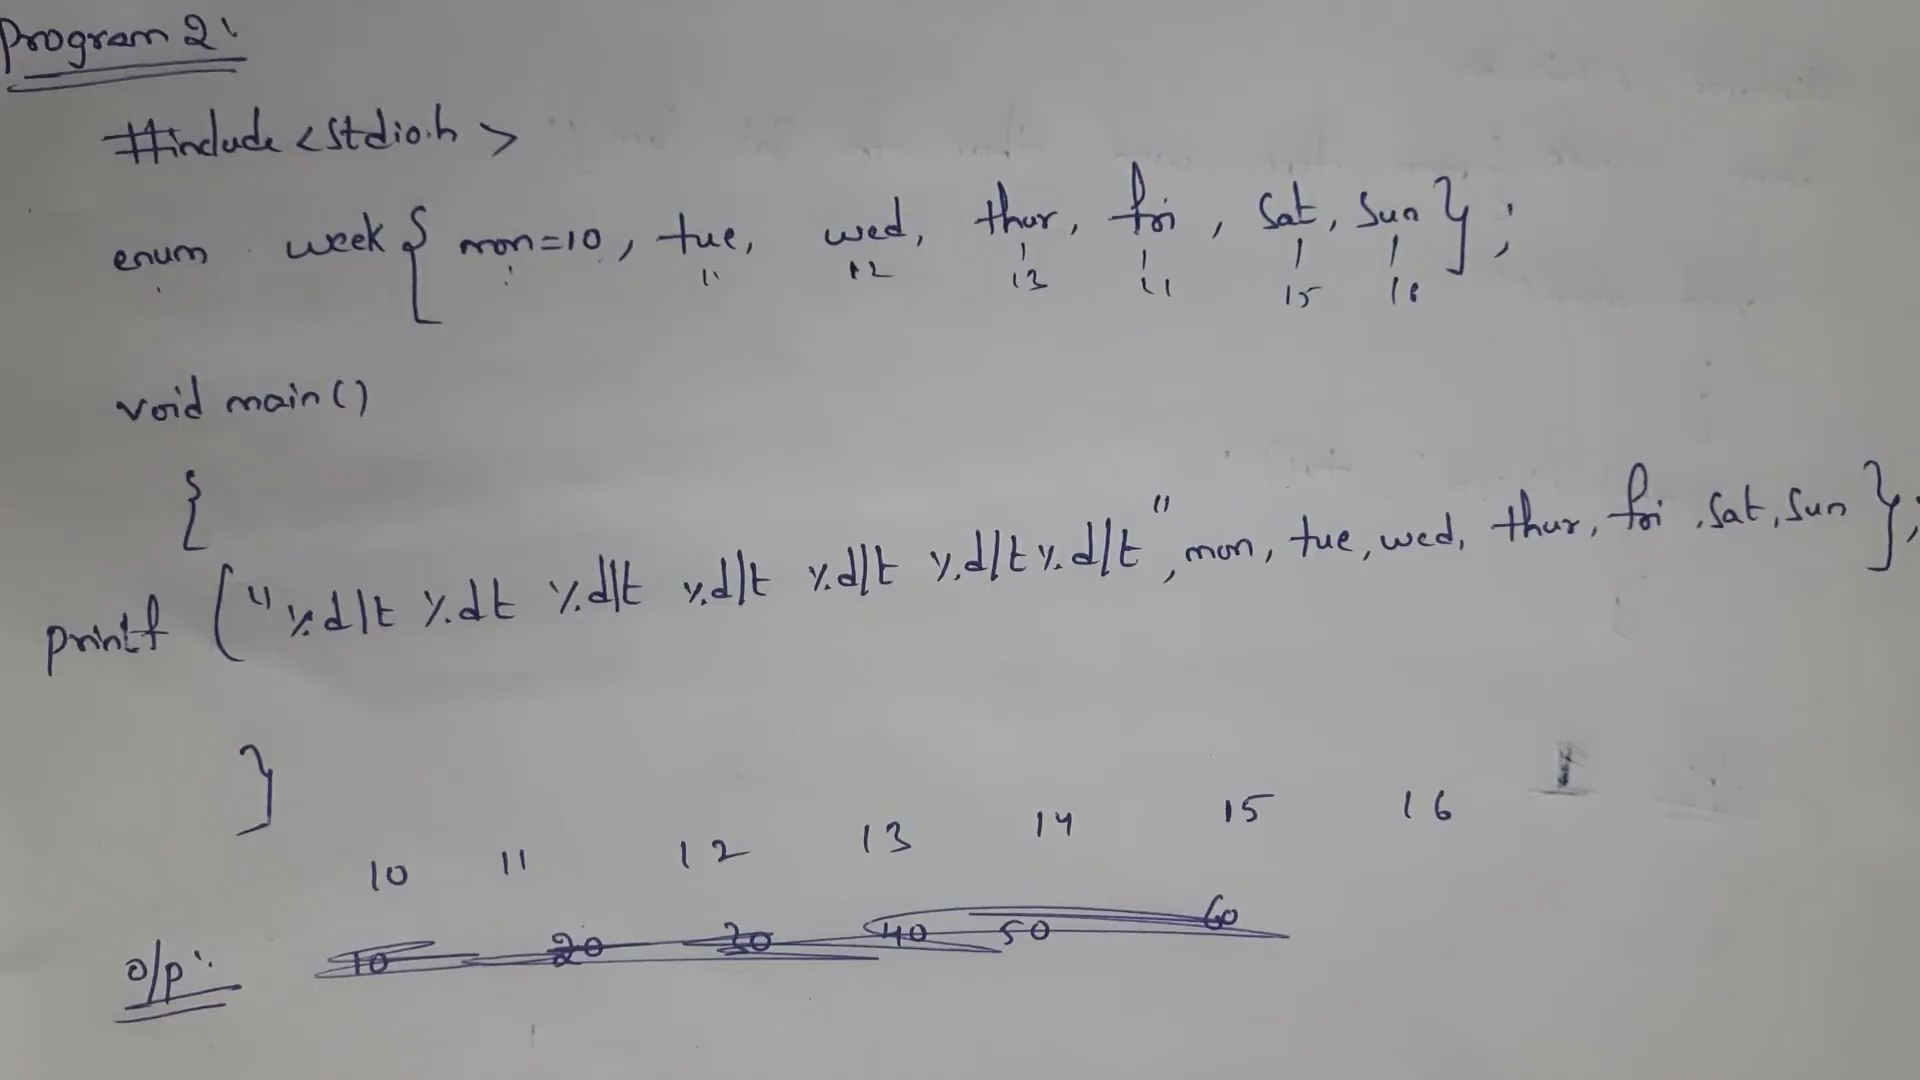 Program 2:
#include <stdio.h>
enum week { mon=10, tue, wed, thur, fri, sat, sun };
11 12 13 11 15 16
void main()
{
printf ("%d/t %dt %d/t %d/t %d/t %d/t %d/t", mon, tue, wed, thur, fri, sat, sun };
}
10 11 12 13 14 15 16
o/p: 10 20 30 40 50 60